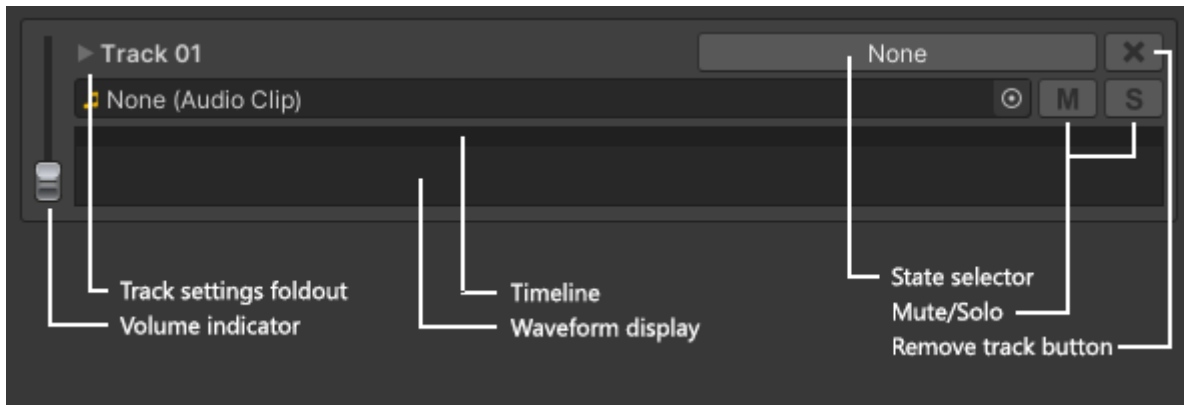 Track 01
None
None (Audio Clip)
M
S
Track settings foldout
Volume indicator
Timeline
Waveform display
State selector
Mute/Solo
Remove track button